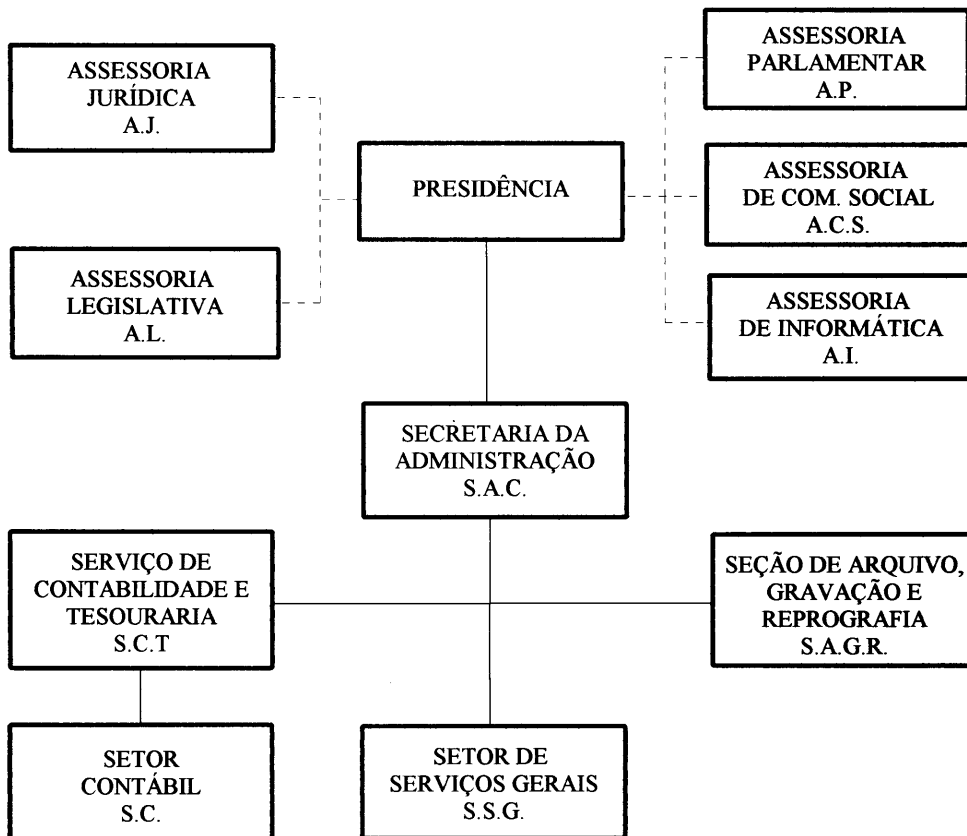 ASSESSORIA
JURÍDICA
A.J.
ASSESSORIA
PARLAMENTAR
A.P.
PRESIDÊNCIA
ASSESSORIA
DE COM. SOCIAL
A.C.S.
ASSESSORIA
LEGISLATIVA
A.L.
ASSESSORIA
DE INFORMÁTICA
A.I.
SECRETARIA DA
ADMINISTRAÇÃO
S.A.C.
SERVIÇO DE
CONTABILIDADE E
TESOURARIA
S.C.T
SEÇÃO DE ARQUIVO,
GRAVAÇÃO E
REPROGRAFIA
S.A.G.R.
SETOR
CONTÁBIL
S.C.
SETOR DE
SERVIÇOS GERAIS
S.S.G.